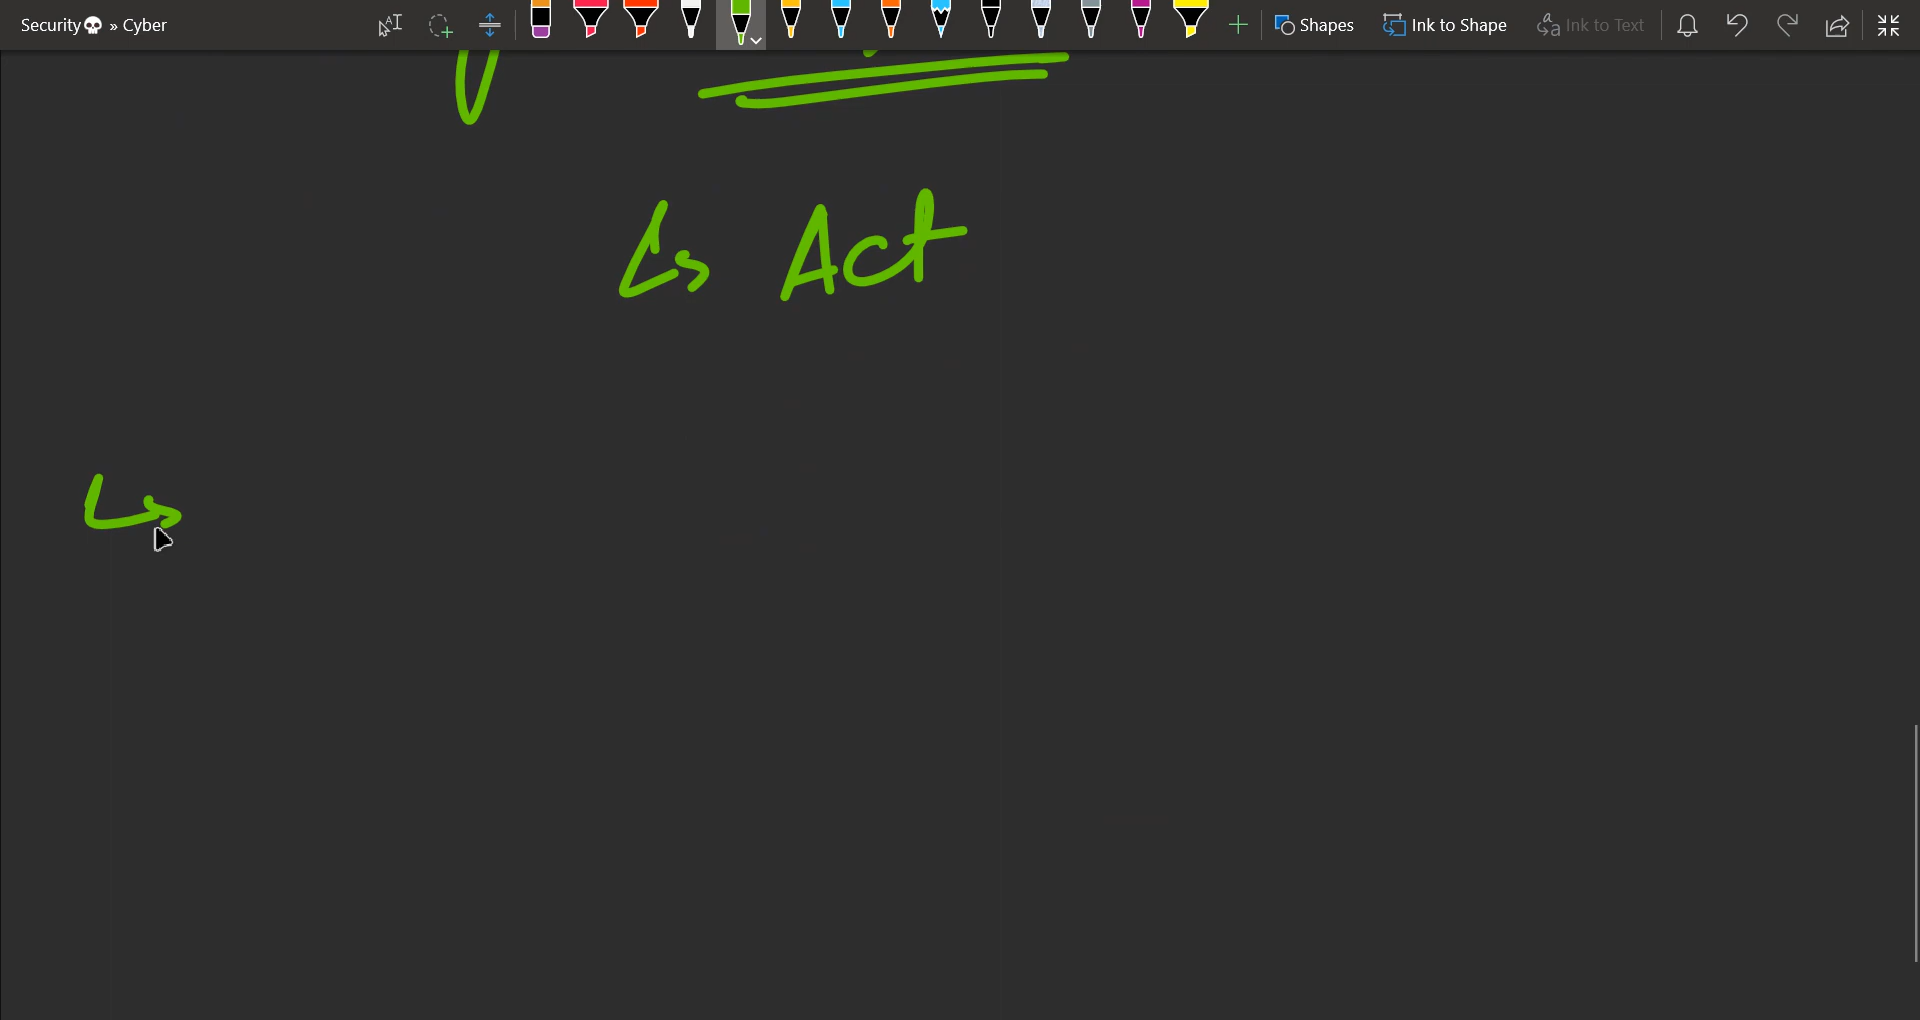 Security💀 » Cyber
Shapes
Ink to Shape
Ink to Text
↳ Act
↳